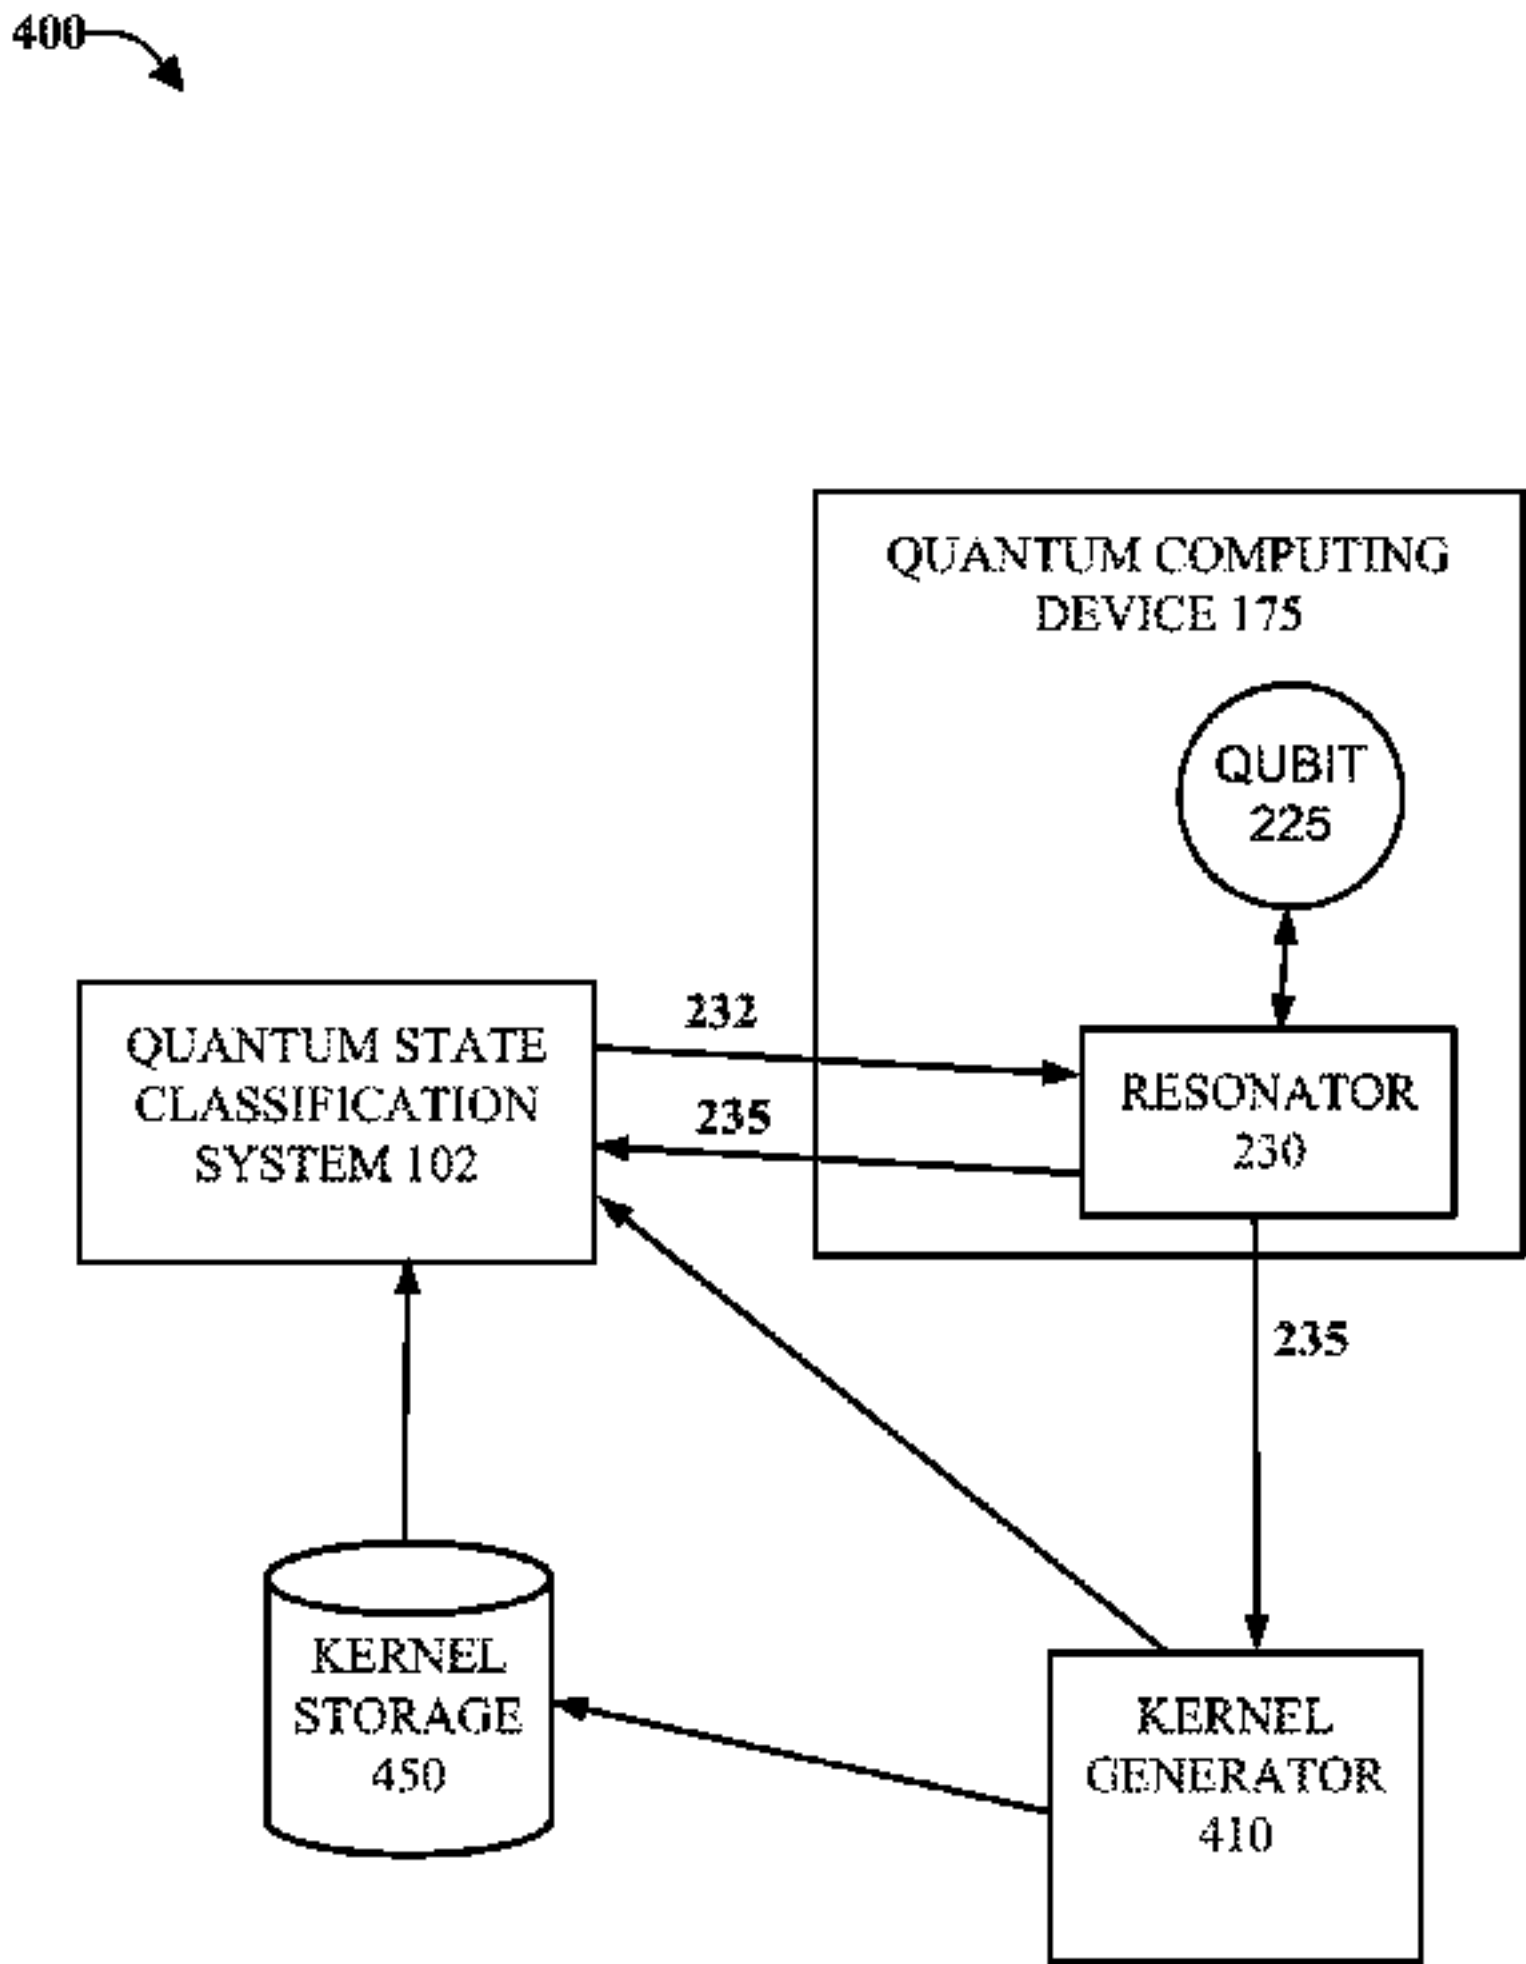 400
QUANTUM COMPUTING
DEVICE 175
QUBIT
225
QUANTUM STATE
CLASSIFICATION
SYSTEM 102
232
235
RESONATOR
230
235
KERNEL
STORAGE
450
KERNEL
GENERATOR
410